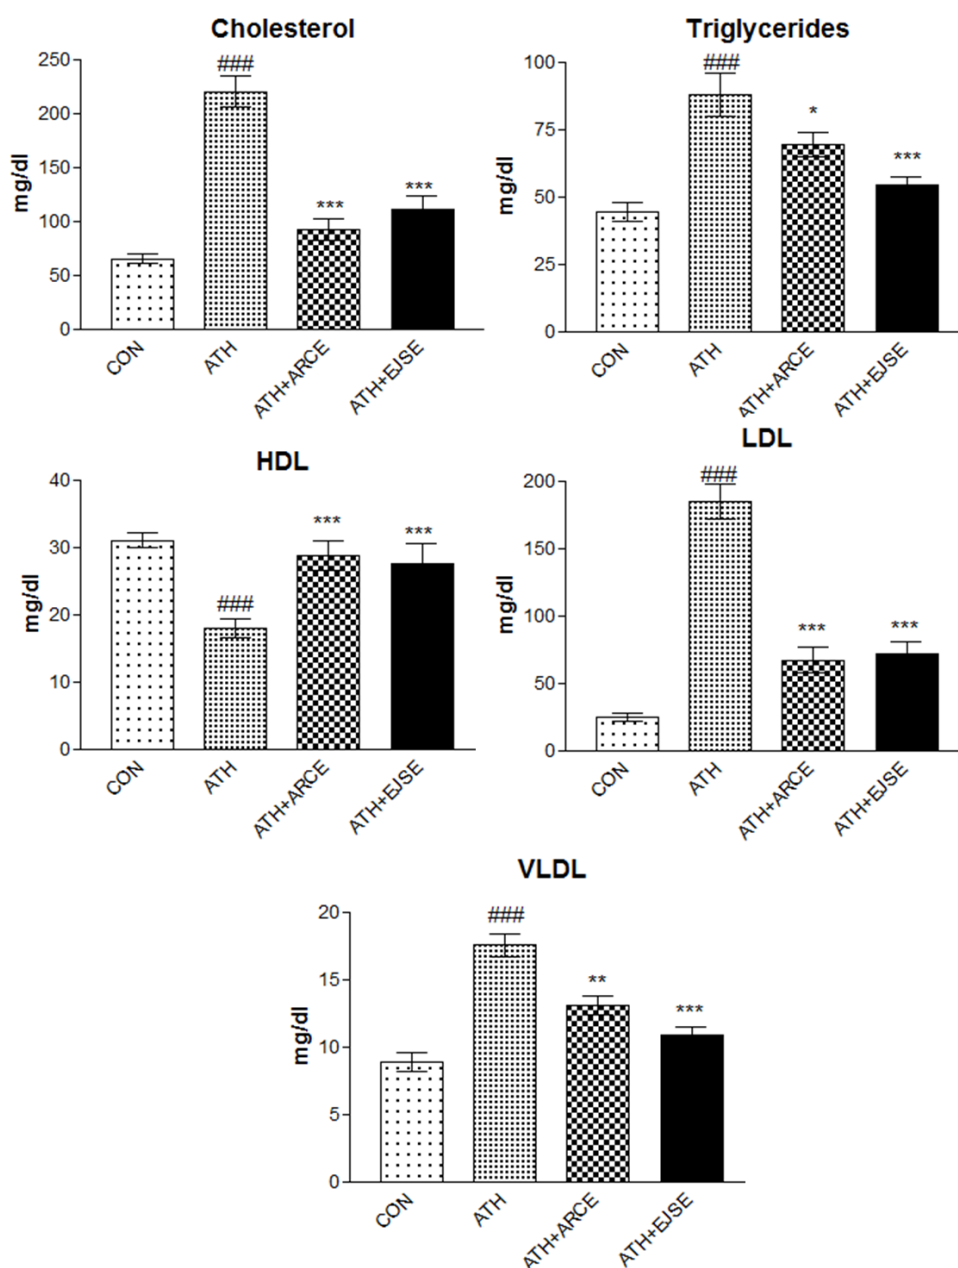 Cholesterol
mg/dl
250
200
150
100
50
0
###
***
***
CON
ATH
ATH+ARCE
ATH+EJSE
Triglycerides
mg/dl
100
75
50
25
0
###
*
***
CON
ATH
ATH+ARCE
ATH+EJSE
HDL
mg/dl
40
30
20
10
0
###
***
***
CON
ATH
ATH+ARCE
ATH+EJSE
LDL
mg/dl
200
150
100
50
0
###
***
***
CON
ATH
ATH+ARCE
ATH+EJSE
VLDL
mg/dl
20
15
10
5
0
###
**
***
CON
ATH
ATH+ARCE
ATH+EJSE